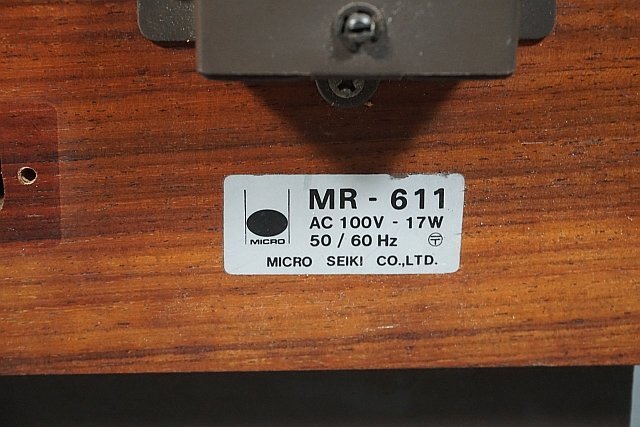 MR - 611
AC 100V - 17W
50 / 60 Hz 〒
MICRO
MICRO SEIKI CO.,LTD.